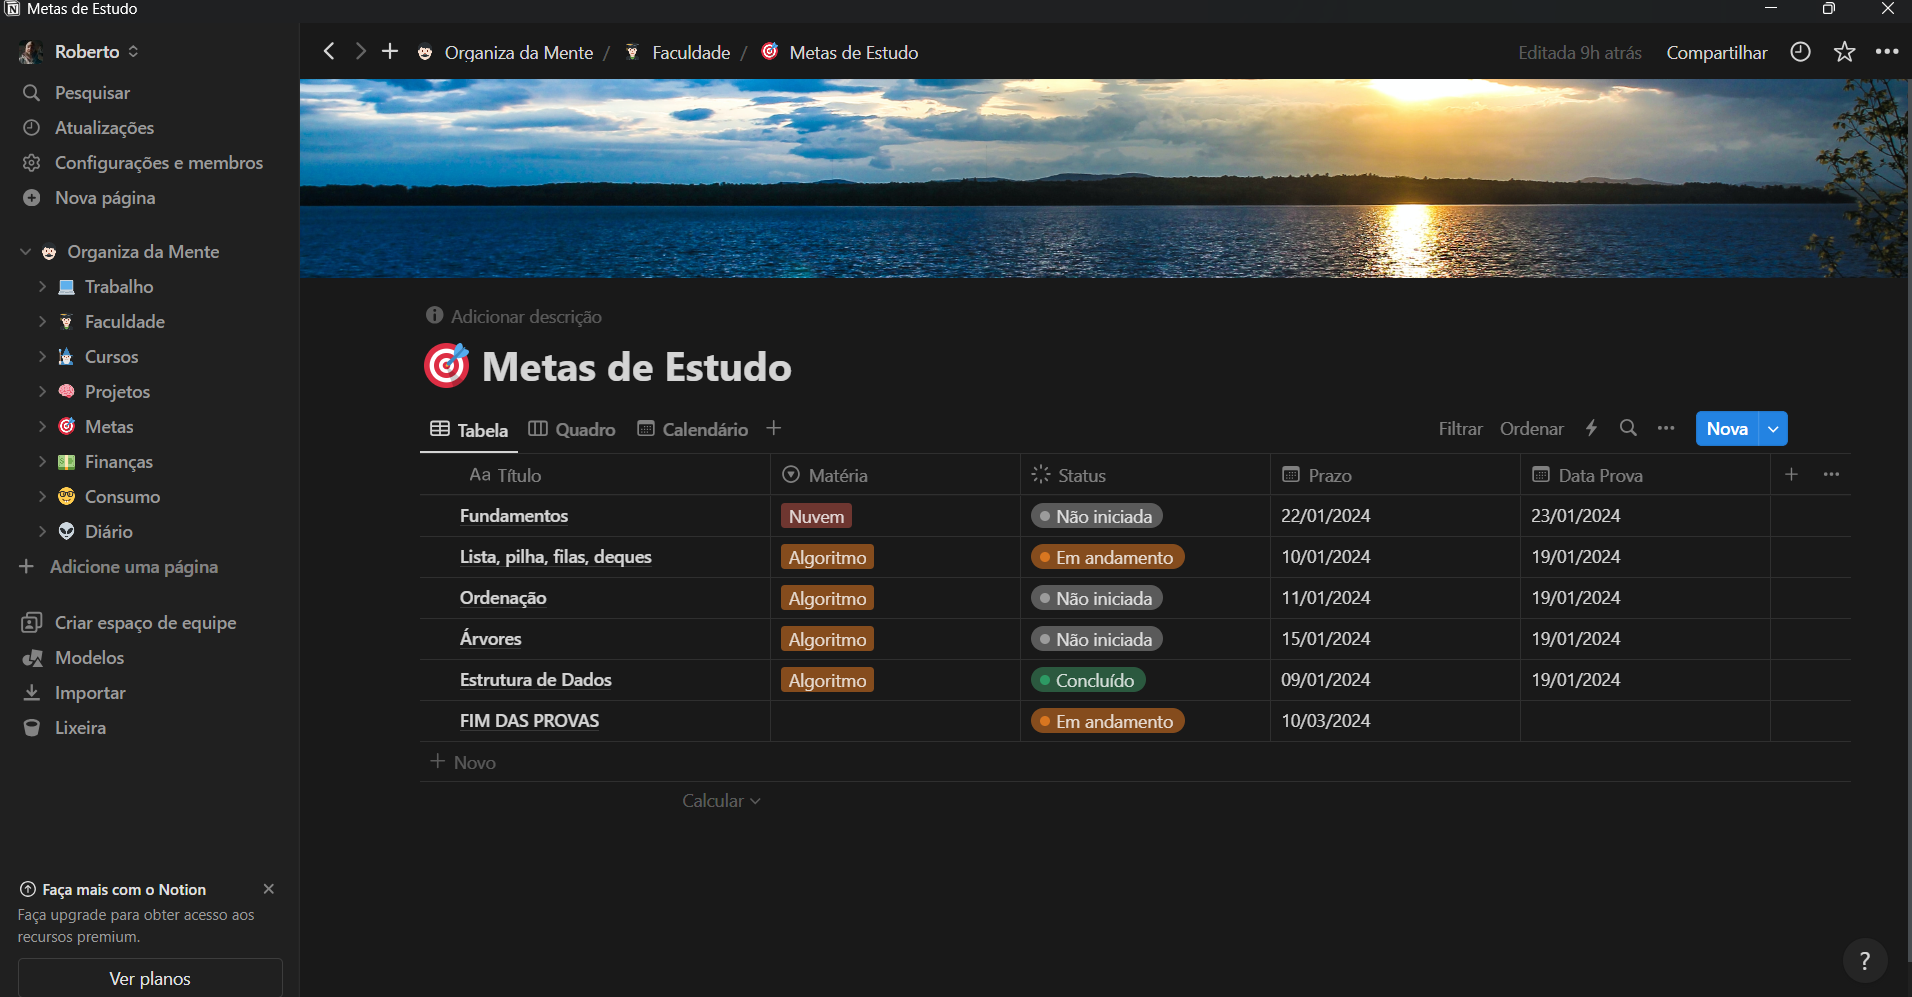 Metas de Estudo
Roberto
Pesquisar
Atualizações
Configurações e membros
Nova página
Organiza da Mente
Trabalho
Faculdade
Cursos
Projetos
Metas
Finanças
Consumo
Diário
Adicione uma página
Criar espaço de equipe
Modelos
Importar
Lixeira
Faça mais com o Notion
Faça upgrade para obter acesso aos
recursos premium.
Ver planos
Organiza da Mente / Faculdade / Metas de Estudo
Editada 9h atrás Compartilhar
Adicionar descrição
Metas de Estudo
Tabela Quadro Calendário
Filtrar Ordenar Nova
Aa Título Matéria Status Prazo Data Prova
Fundamentos Nuvem Não iniciada 22/01/2024 23/01/2024
Lista, pilha, filas, deques Algoritmo Em andamento 10/01/2024 19/01/2024
Ordenação Algoritmo Não iniciada 11/01/2024 19/01/2024
Árvores Algoritmo Não iniciada 15/01/2024 19/01/2024
Estrutura de Dados Algoritmo Concluído 09/01/2024 19/01/2024
FIM DAS PROVAS Em andamento 10/03/2024
+ Novo
Calcular
?